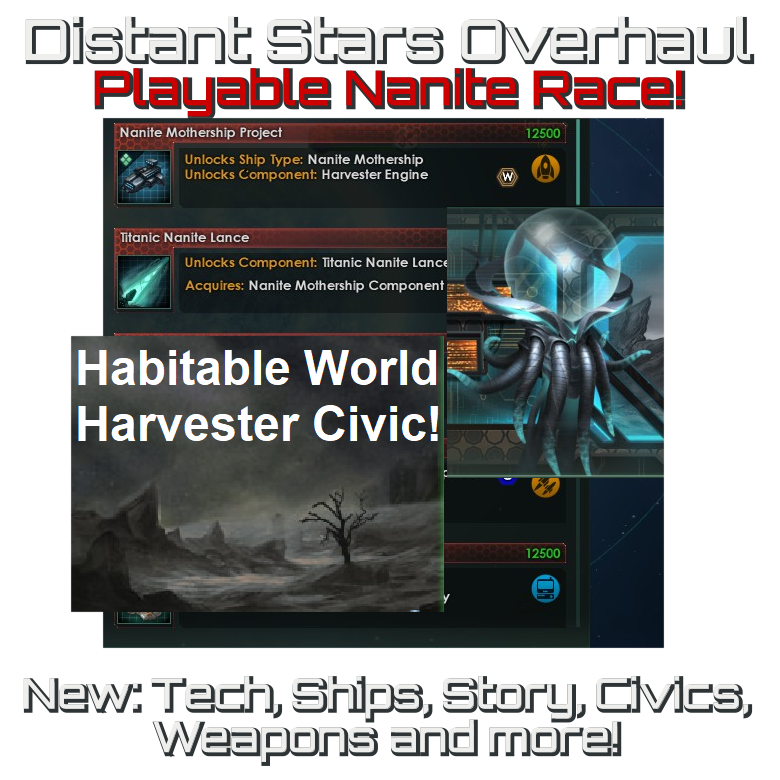 Distant Stars Overhaul
Playable Nanite Race!
Nanite Mothership Project 12500
Unlocks Ship Type: Nanite Mothership
Unlocks Component: Harvester Engine
W
Titanic Nanite Lance
Unlocks Component: Titanic Nanite Lance
Acquires: Nanite Mothership Component
Habitable World
Harvester Civic!
12500
New: Tech, Ships, Story, Civics,
Weapons and more!